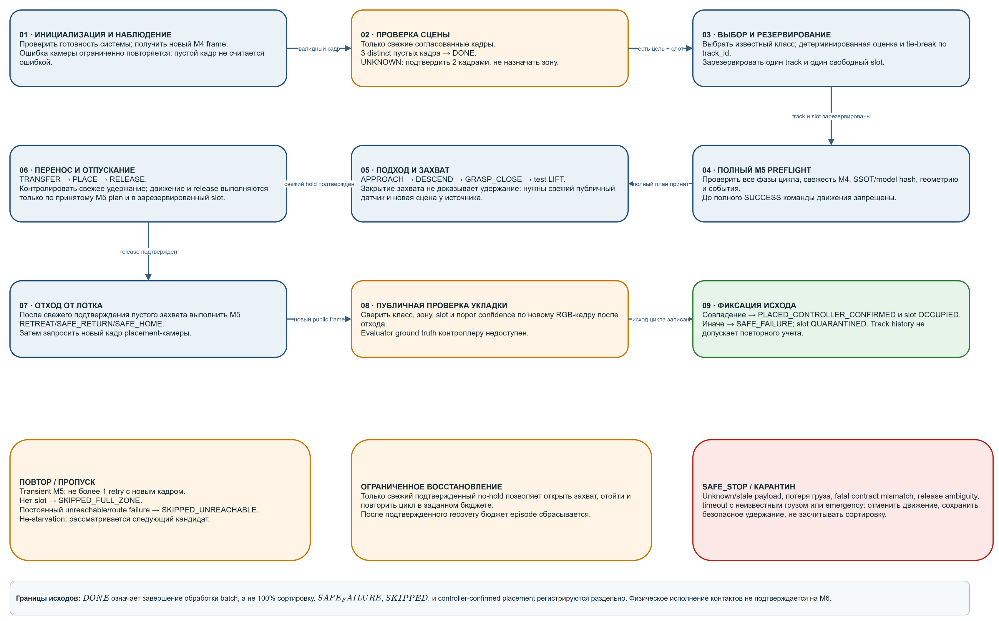 01 · ИНИЦИАЛИЗАЦИЯ И НАБЛЮДЕНИЕ
Проверить готовность системы; получить новый M4 frame.
Ошибка камеры ограниченно повторяется; пустой кадр не считается
ошибкой.
валидный кадр
02 · ПРОВЕРКА СЦЕНЫ
Только свежие согласованные кадры.
3 distinct пустых кадра → DONE.
UNKNOWN: подтвердить 2 кадрами, не назначать зону.
есть цель + слот
03 · ВЫБОР И РЕЗЕРВИРОВАНИЕ
Выбрать известный класс; детерминированная оценка и tie-break по
track_id.
Зарезервировать один track и один свободный slot.
track и slot зарезервированы
04 · ПОЛНЫЙ M5 PREFLIGHT
Проверить все фазы цикла, свежесть M4, SSOT/model hash, геометрию
и события.
До полного SUCCESS команды движения запрещены.
полный план принят
05 · ПОДХОД И ЗАХВАТ
APPROACH → DESCEND → GRASP_CLOSE → test LIFT.
Закрытие захвата не доказывает удержание: нужны свежий публичный
датчик и новая сцена у источника.
свежий hold подтвержден
06 · ПЕРЕНОС И ОТПУСКАНИЕ
TRANSFER → PLACE → RELEASE.
Контролировать свежее удержание; движение и release выполняются
только по принятому M5 plan и в зарезервированный slot.
release подтвержден
07 · ОТХОД ОТ ЛОТКА
После свежего подтверждения пустого захвата выполнить M5
RETREAT/SAFE_RETURN/SAFE_HOME.
Затем запросить новый кадр placement-камеры.
новый public frame
08 · ПУБЛИЧНАЯ ПРОВЕРКА УКЛАДКИ
Сверить класс, зону, slot и порог confidence по новому RGB-кадру после
отхода.
Evaluator ground truth контроллеру недоступен.
исход цикла записан
09 · ФИКСАЦИЯ ИСХОДА
Совпадение → PLACED_CONTROLLER_CONFIRMED и slot OCCUPIED.
Иначе → SAFE_FAILURE; slot QUARANTINED. Track history не
допускает повторного учета.
ПОВТОР / ПРОПУСК
Transient M5: не более 1 retry с новым кадром.
Нет slot → SKIPPED_FULL_ZONE.
Постоянный unreachable/route failure → SKIPPED_UNREACHABLE.
Не-starvation: рассматривается следующий кандидат.
ОГРАНИЧЕННОЕ ВОССТАНОВЛЕНИЕ
Только свежий подтвержденный no-hold позволяет открыть захват, отойти и
повторить цикл в заданном бюджете.
После подтвержденного recovery бюджет episode сбрасывается.
SAFE_STOP / КАРАНТИН
Unknown/stale payload, потеря груза, fatal contract mismatch, release ambiguity,
timeout с неизвестным грузом или emergency: отменить движение, сохранить
безопасное удержание, не засчитывать сортировку.
Границы исходов: DONE означает завершение обработки batch, а не 100% сортировку. SAFE_FAILURE, SKIPPED. и controller-confirmed placement регистрируются раздельно. Физическое исполнение контактов не подтверждается на M6.